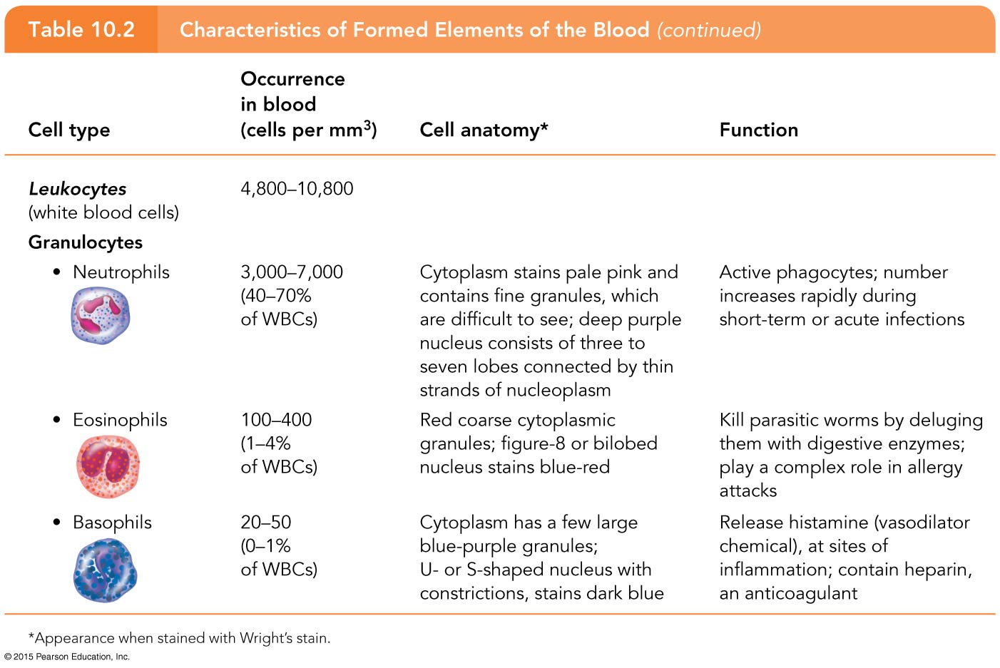 Table 10.2 Characteristics of Formed Elements of the Blood (continued)
Cell type
Occurrence
in blood
(cells per mm³)
Cell anatomy*
Function
Leukocytes
(white blood cells)
4,800–10,800
Granulocytes
• Neutrophils
3,000–7,000
(40–70%
of WBCs)
Cytoplasm stains pale pink and
contains fine granules, which
are difficult to see; deep purple
nucleus consists of three to
seven lobes connected by thin
strands of nucleoplasm
Active phagocytes; number
increases rapidly during
short-term or acute infections
• Eosinophils
100–400
(1–4%
of WBCs)
Red coarse cytoplasmic
granules; figure-8 or bilobed
nucleus stains blue-red
Kill parasitic worms by deluging
them with digestive enzymes;
play a complex role in allergy
attacks
• Basophils
20–50
(0–1%
of WBCs)
Cytoplasm has a few large
blue-purple granules;
U- or S-shaped nucleus with
constrictions, stains dark blue
Release histamine (vasodilator
chemical), at sites of
inflammation; contain heparin,
an anticoagulant
*Appearance when stained with Wright's stain.
© 2015 Pearson Education, Inc.